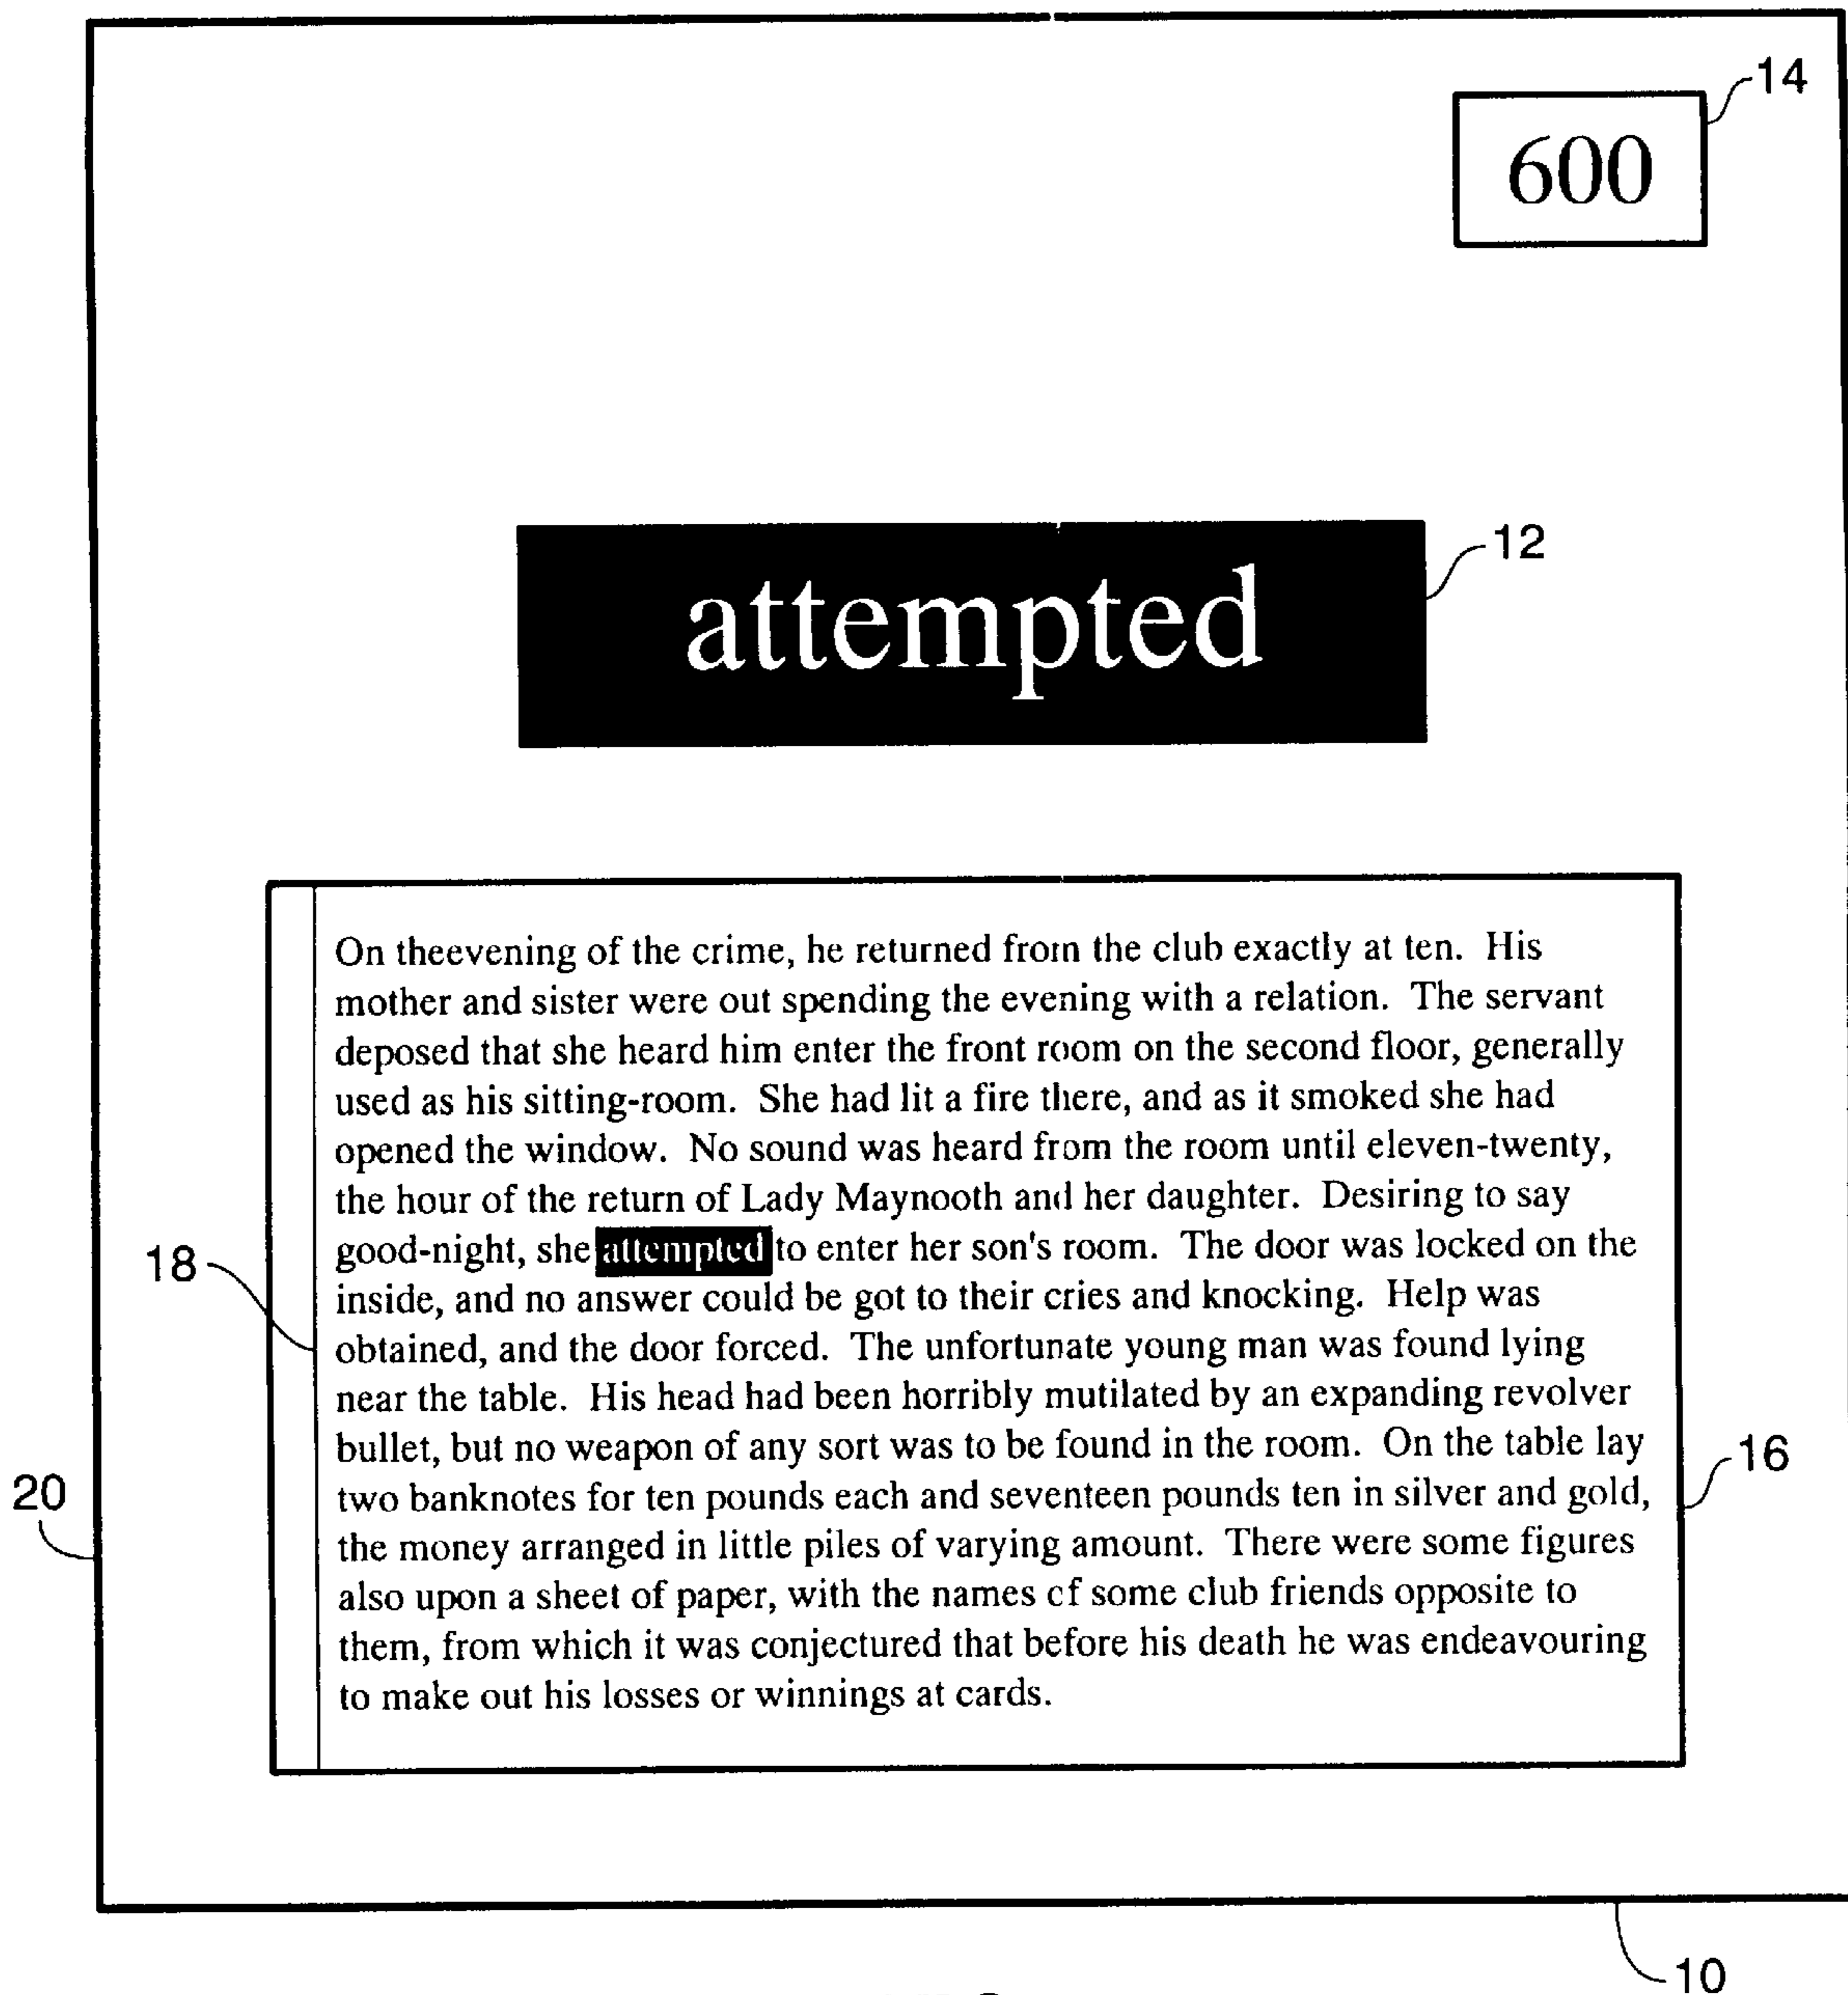 14
600
12
attempted
On theevening of the crime, he returned from the club exactly at ten. His
mother and sister were out spending the evening with a relation. The servant
deposed that she heard him enter the front room on the second floor, generally
used as his sitting-room. She had lit a fire there, and as it smoked she had
opened the window. No sound was heard from the room until eleven-twenty,
the hour of the return of Lady Maynooth and her daughter. Desiring to say
good-night, she attempted to enter her son's room. The door was locked on the
18
inside, and no answer could be got to their cries and knocking. Help was
obtained, and the door forced. The unfortunate young man was found lying
near the table. His head had been horribly mutilated by an expanding revolver
bullet, but no weapon of any sort was to be found in the room. On the table lay
16
20
two banknotes for ten pounds each and seventeen pounds ten in silver and gold,
the money arranged in little piles of varying amount. There were some figures
also upon a sheet of paper, with the names of some club friends opposite to
them, from which it was conjectured that before his death he was endeavouring
to make out his losses or winnings at cards.
10